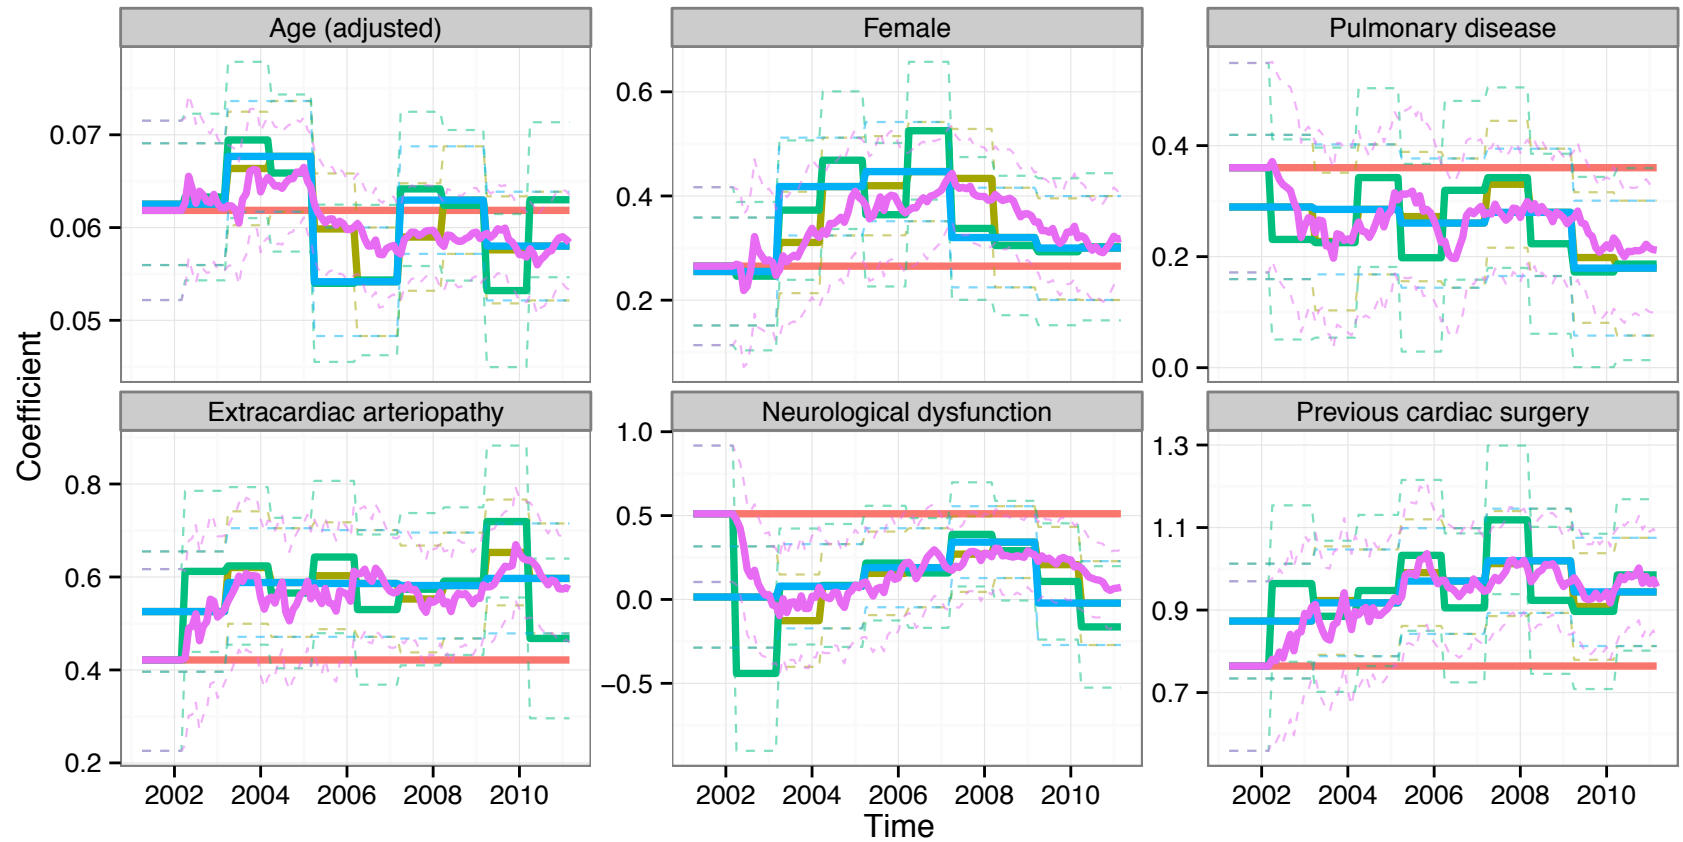 Age (adjusted)
Female
Pulmonary disease
0.07
0.06
0.05
0.6
0.4
0.2
0.4
0.2
0.0
Coefficient
Extracardiac arteriopathy
Neurological dysfunction
Previous cardiac surgery
0.8
0.6
0.4
0.2
1.0
0.5
0.0
−0.5
1.3
1.1
0.9
0.7
2002 2004 2006 2008 2010
2002 2004 2006 2008 2010
2002 2004 2006 2008 2010
Time